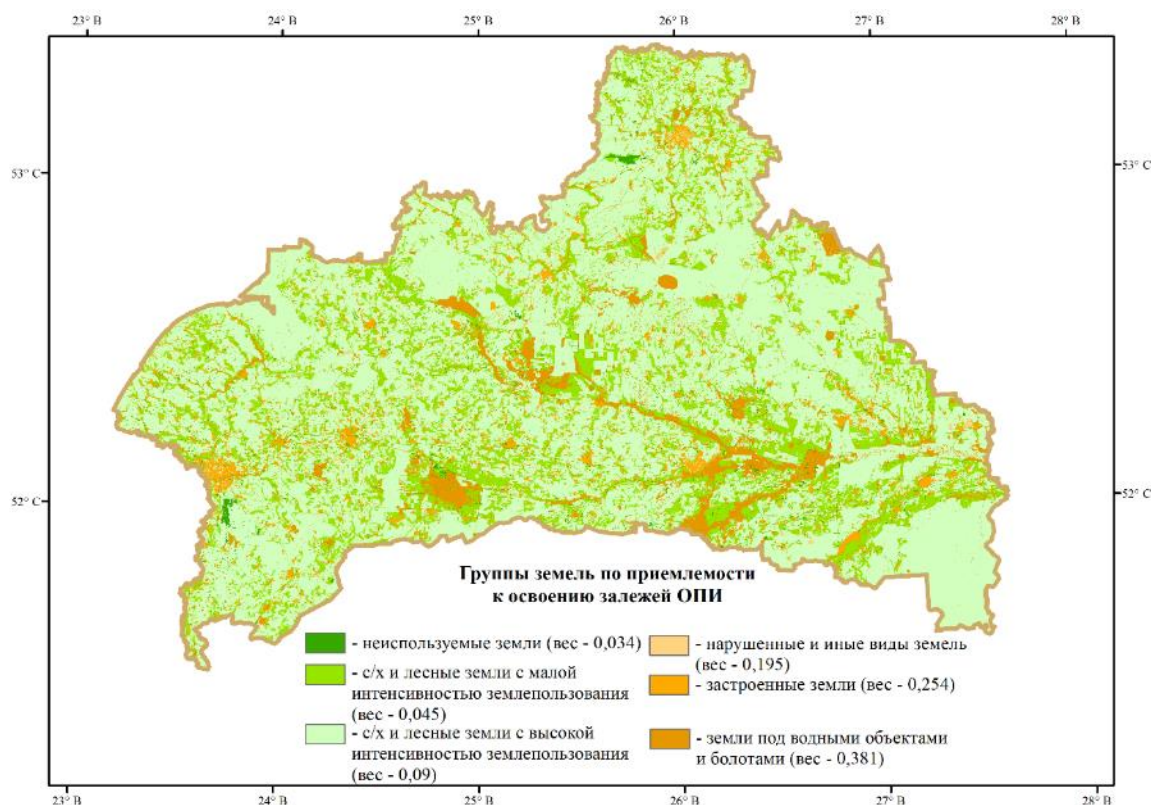 23° В 24° В 25° В 26° В 27° В 28° В
53° С 53° С
52° С 52° С
Группы земель по приемлемости
к освоению залежей ОПИ
- неиспользуемые земли (вес - 0,034)
- с/х и лесные земли с малой
интенсивностью землепользования
(вес - 0,045)
- с/х и лесные земли с высокой
интенсивностью землепользования
(вес - 0,09)
- нарушенные и иные виды земель
(вес - 0,195)
- застроенные земли (вес - 0,254)
- земли под водными объектами
и болотами (вес - 0,381)
23° В 24° В 25° В 26° В 27° В 28° В